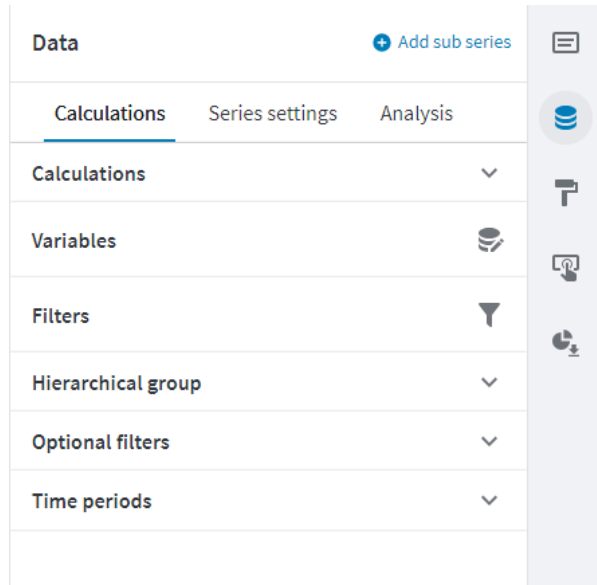 Data
Add sub series
Calculations Series settings Analysis
Calculations
Variables
Filters
Hierarchical group
Optional filters
Time periods